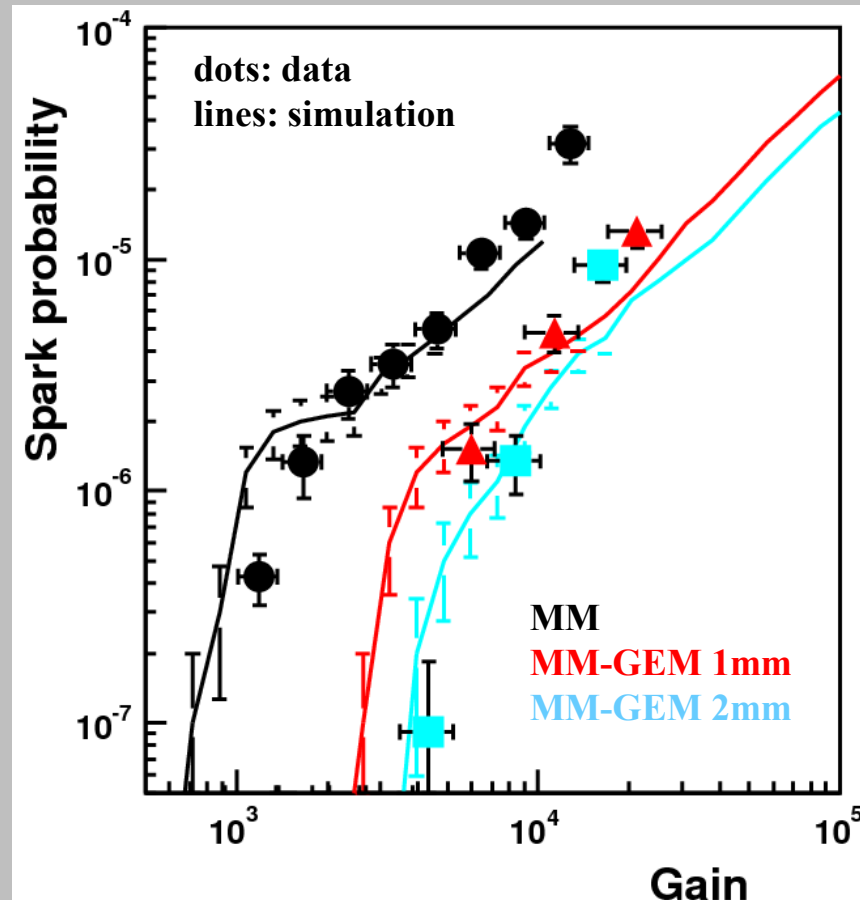 10⁻⁴
dots: data
lines: simulation
Spark probability
10⁻⁵
10⁻⁶
MM
MM-GEM 1mm
MM-GEM 2mm
10⁻⁷
10³ 10⁴ 10⁵
Gain